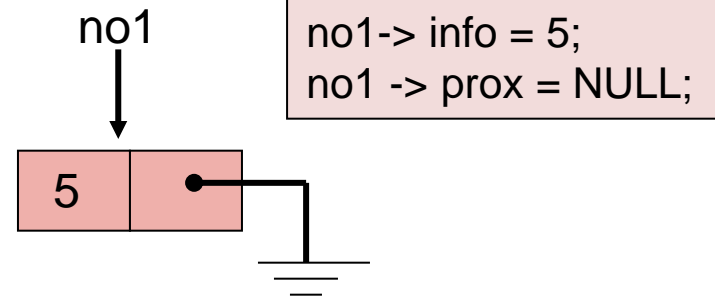 no1
no1-> info = 5;
no1 -> prox = NULL;
5